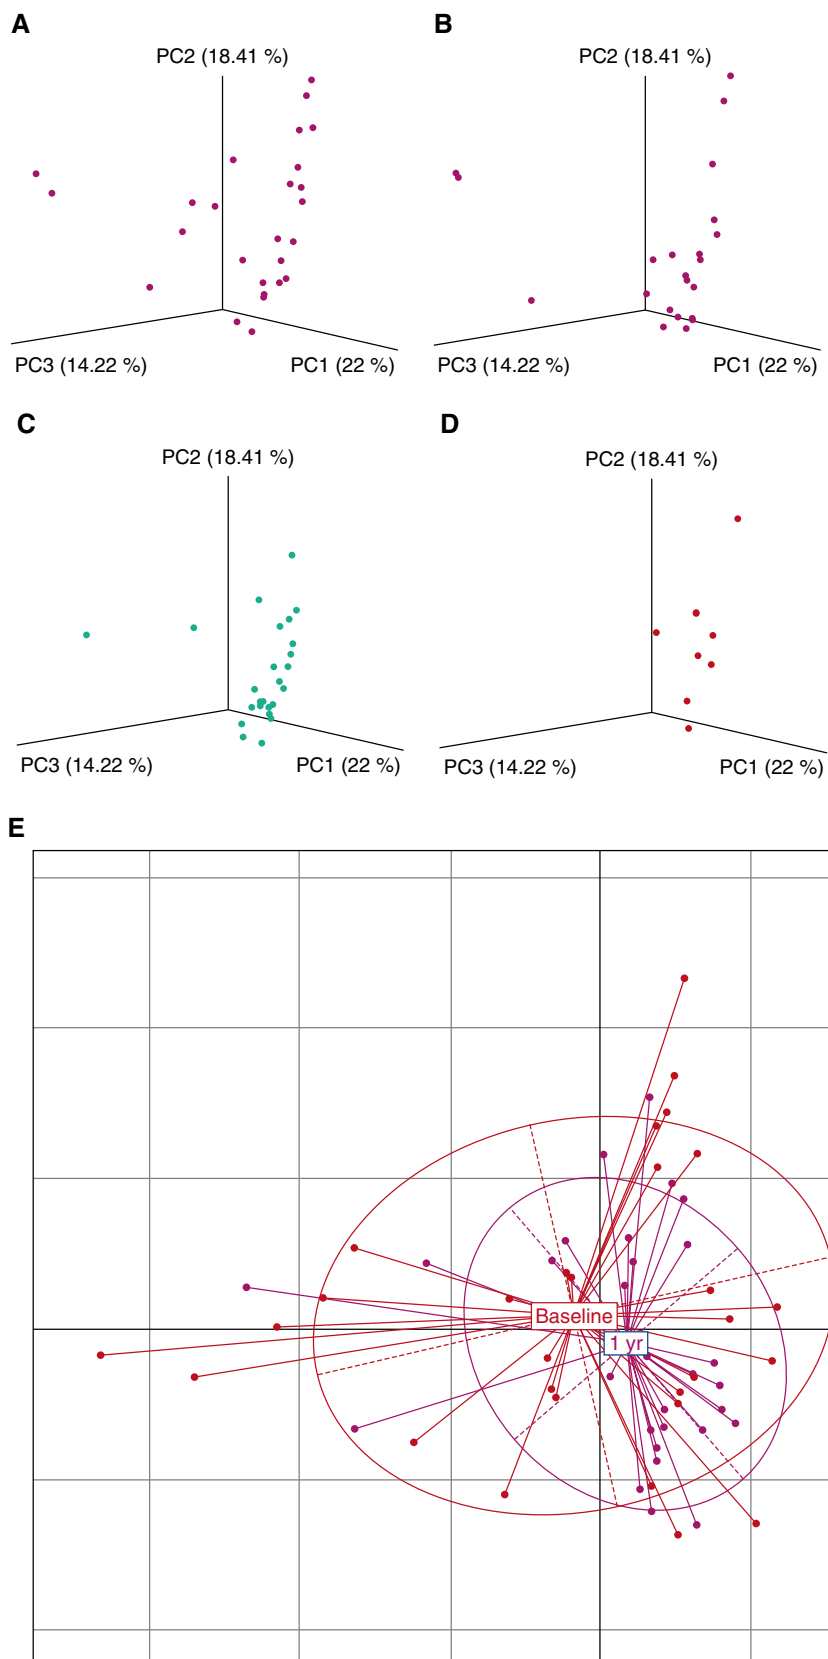 A
B
PC2 (18.41 %)
PC2 (18.41 %)
PC3 (14.22 %)
PC1 (22 %)
PC3 (14.22 %)
PC1 (22 %)
C
D
PC2 (18.41 %)
PC2 (18.41 %)
PC3 (14.22 %)
PC1 (22 %)
PC3 (14.22 %)
PC1 (22 %)
E
Baseline
1 yr